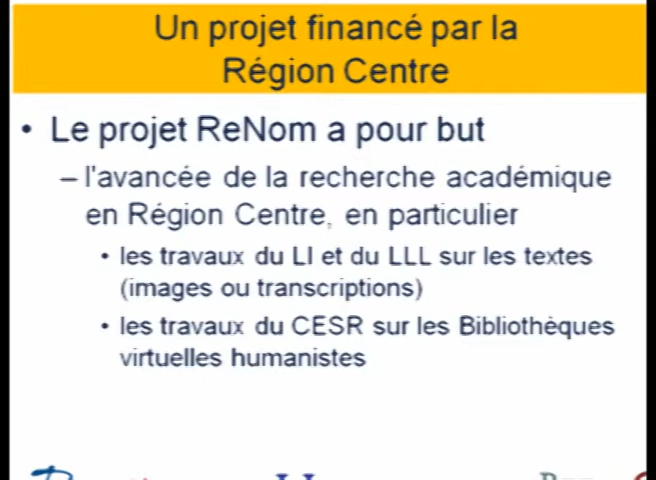 Un projet financé par la
Région Centre
• Le projet ReNom a pour but
– l'avancée de la recherche académique
en Région Centre, en particulier
• les travaux du LI et du LLL sur les textes
(images ou transcriptions)
• les travaux du CESR sur les Bibliothèques
virtuelles humanistes